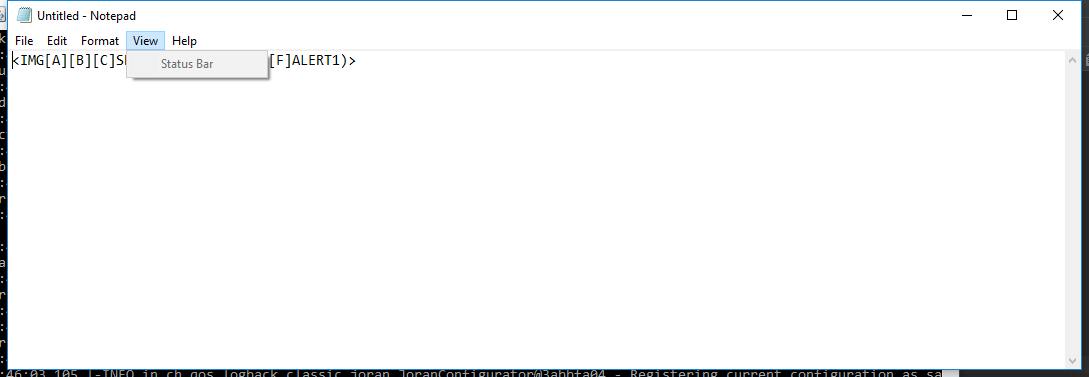 Untitled - Notepad
File Edit Format View Help
<IMG[A][B][C]S [F]ALERT1)>
Status Bar
:46:03,105 |-INFO in ch.qos.logback.classic.joran.JoranConfigurator@3abbfa04 - Registering current configuration as sa